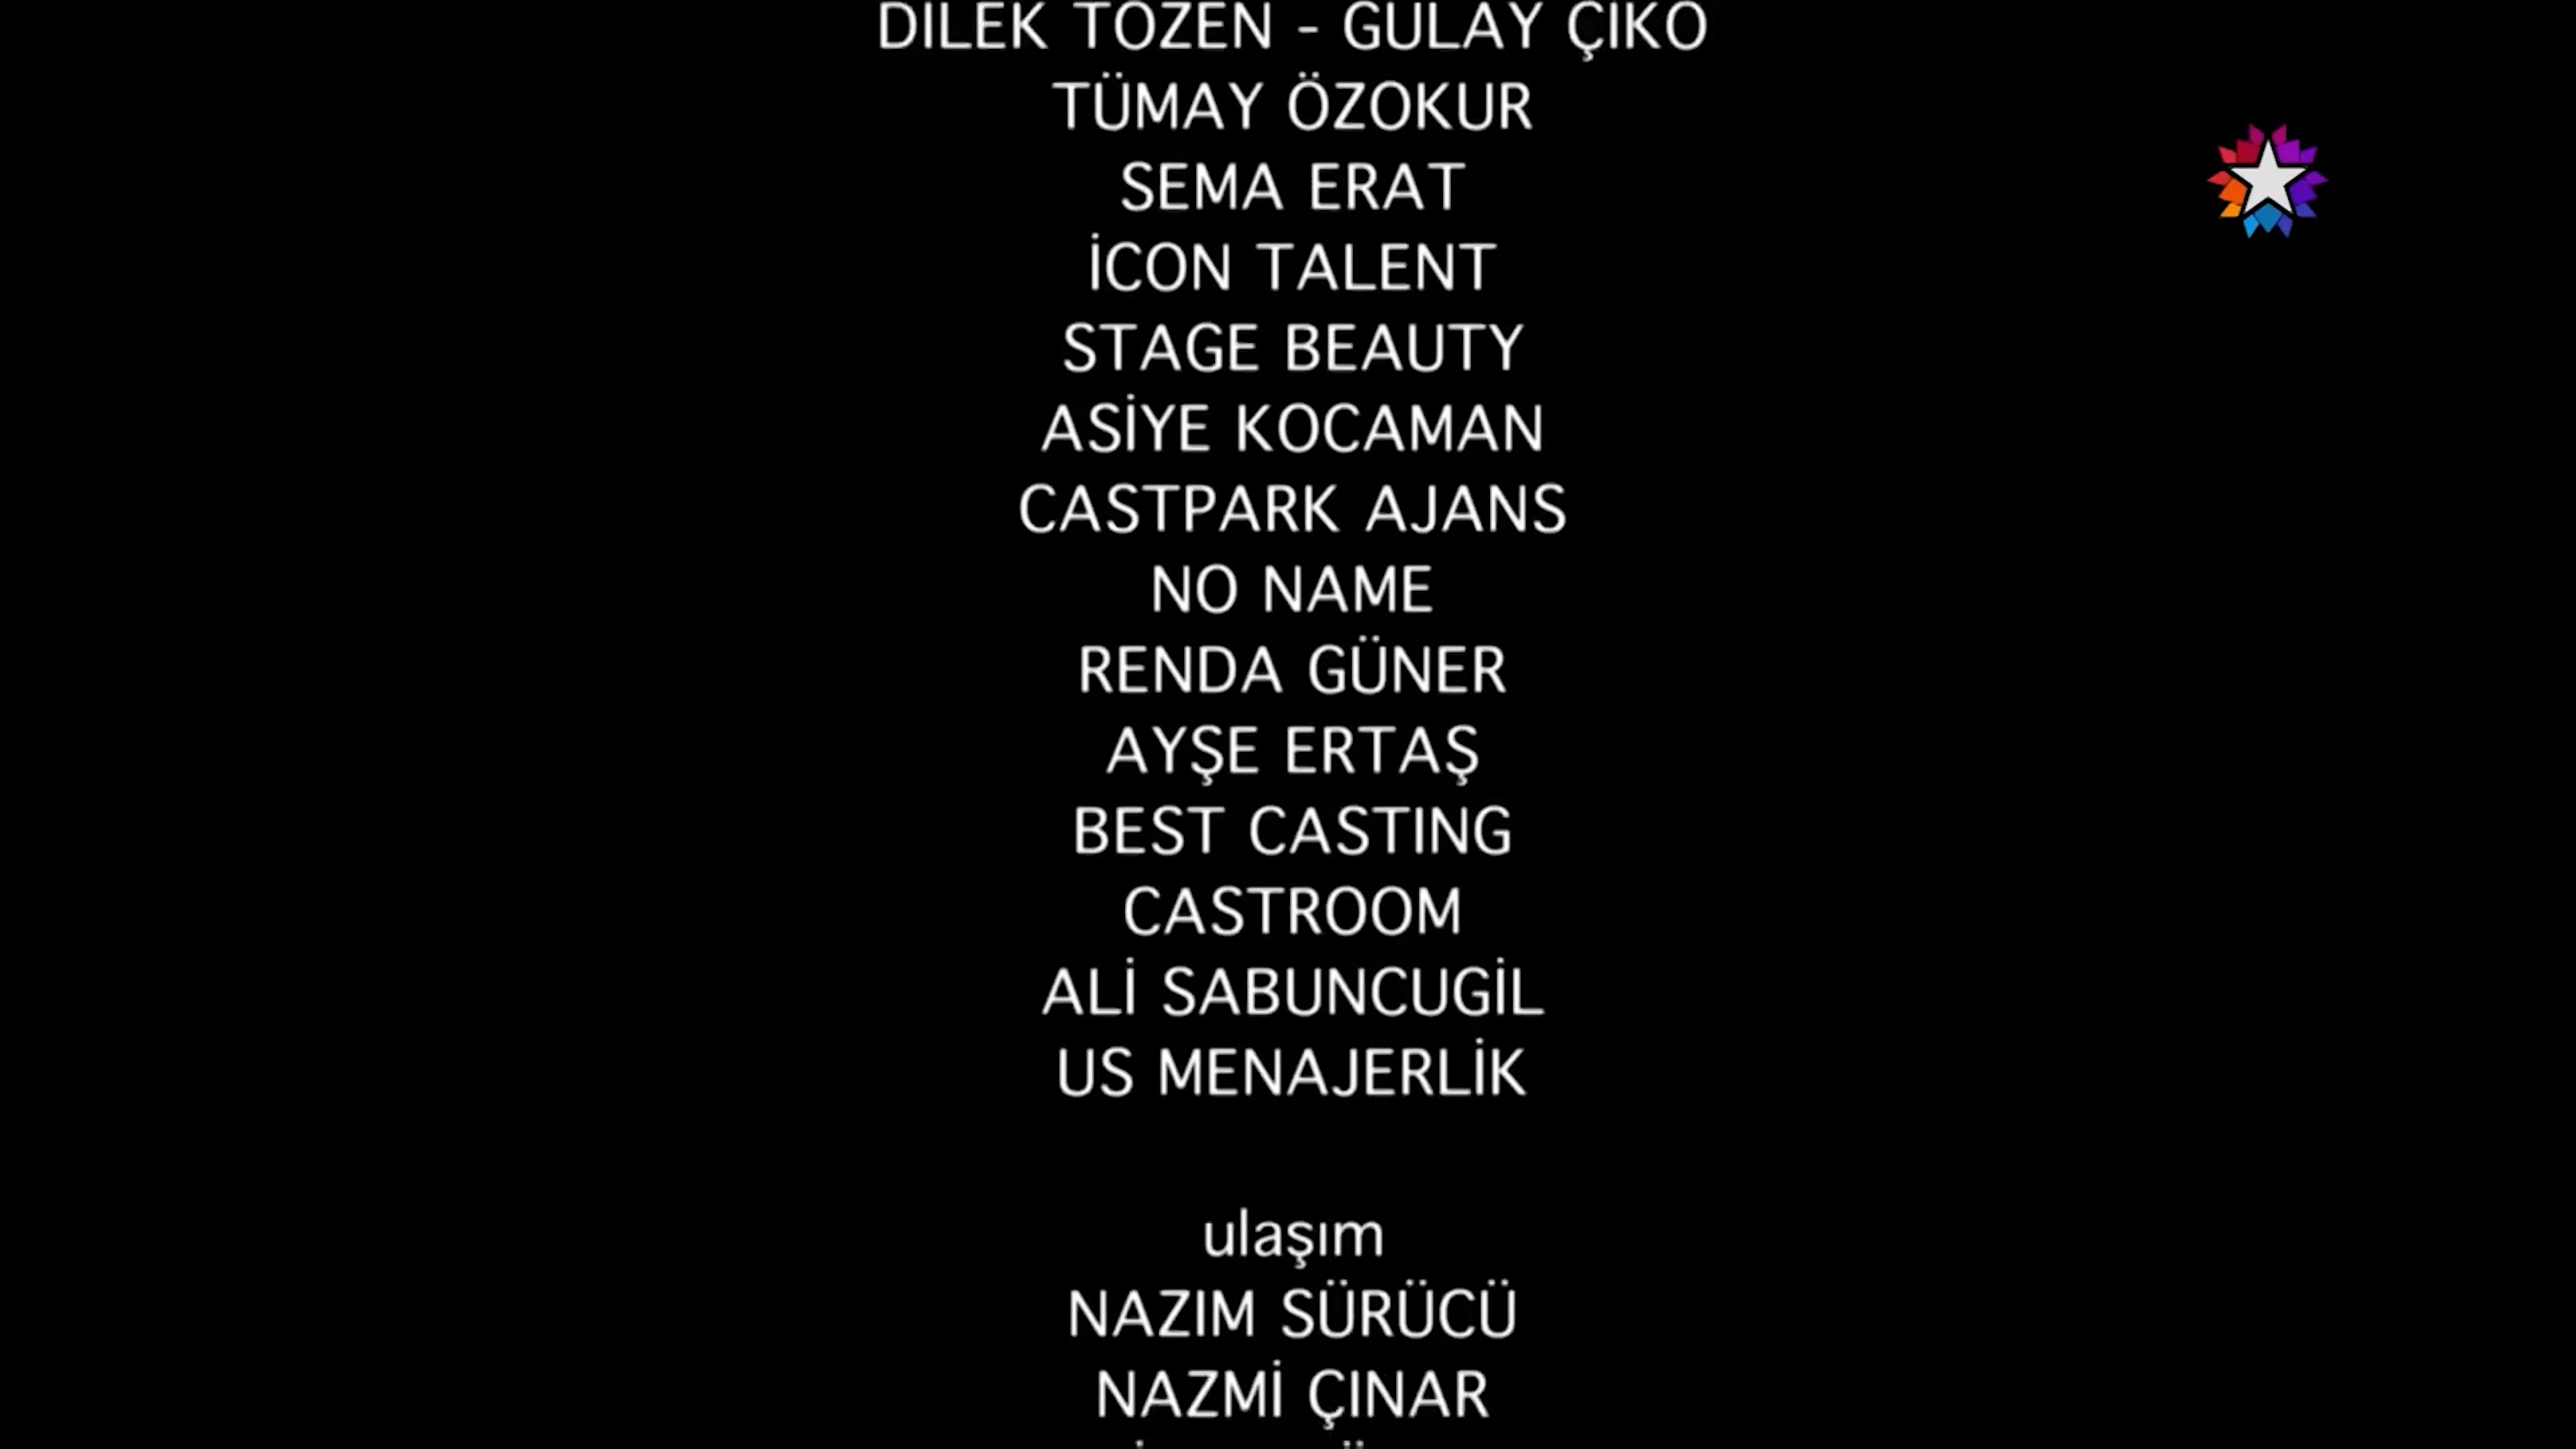 DİLEK TÖZEN - GÜLAY ÇIKO
TÜMAY ÖZOKUR
SEMA ERAT
İCON TALENT
STAGE BEAUTY
ASİYE KOCAMAN
CASTPARK AJANS
NO NAME
RENDA GÜNER
AYŞE ERTAŞ
BEST CASTING
CASTROOM
ALİ SABUNCUGİL
US MENAJERLİK
ulaşım
NAZIM SÜRÜCÜ
NAZMİ ÇINAR